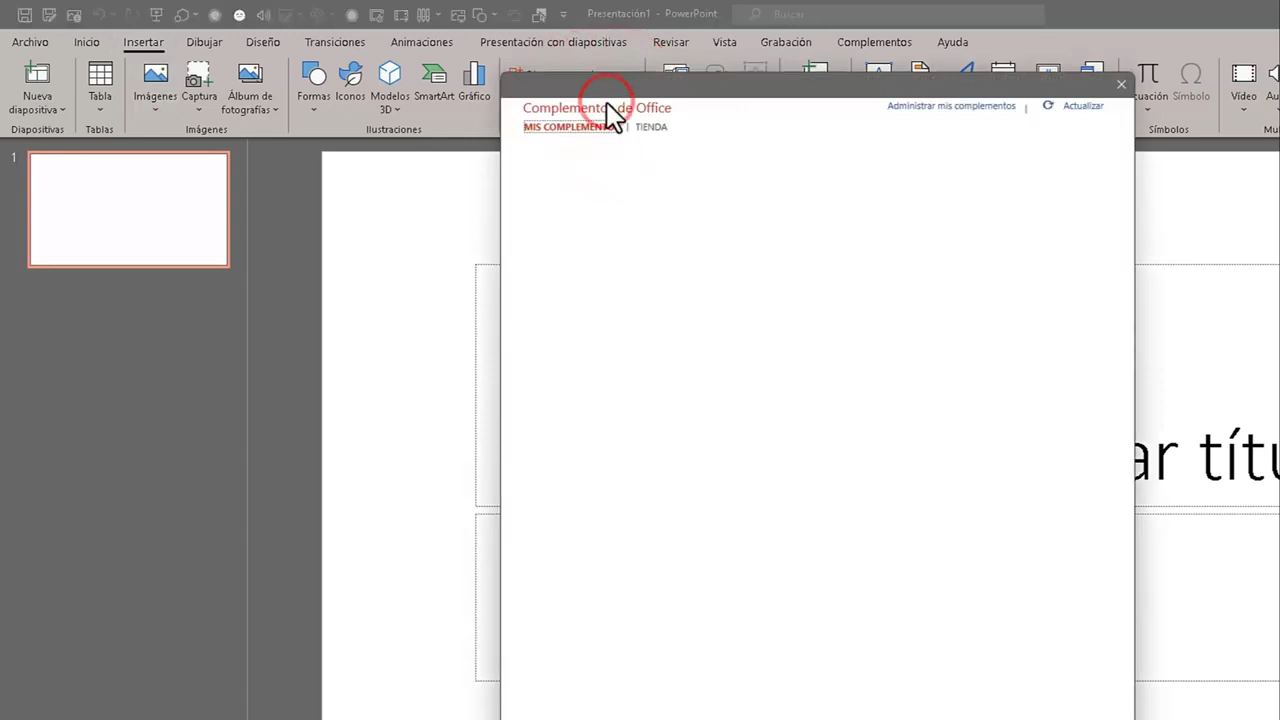 Presentación1 - PowerPoint
Buscar
Archivo Inicio Insertar Dibujar Diseño Transiciones Animaciones Presentación con diapositivas Revisar Vista Grabación Complementos Ayuda
Nueva diapositiva
Tabla
Imágenes
Captura
Álbum de fotografías
Formas
Iconos
Modelos 3D
SmartArt
Gráfico
Símbolo
Vídeo
Diapositivas
Tablas
Imágenes
Ilustraciones
Símbolos
Complementos de Office
Administrar mis complementos | Actualizar
MIS COMPLEMENTO | TIENDA
1
ar títu